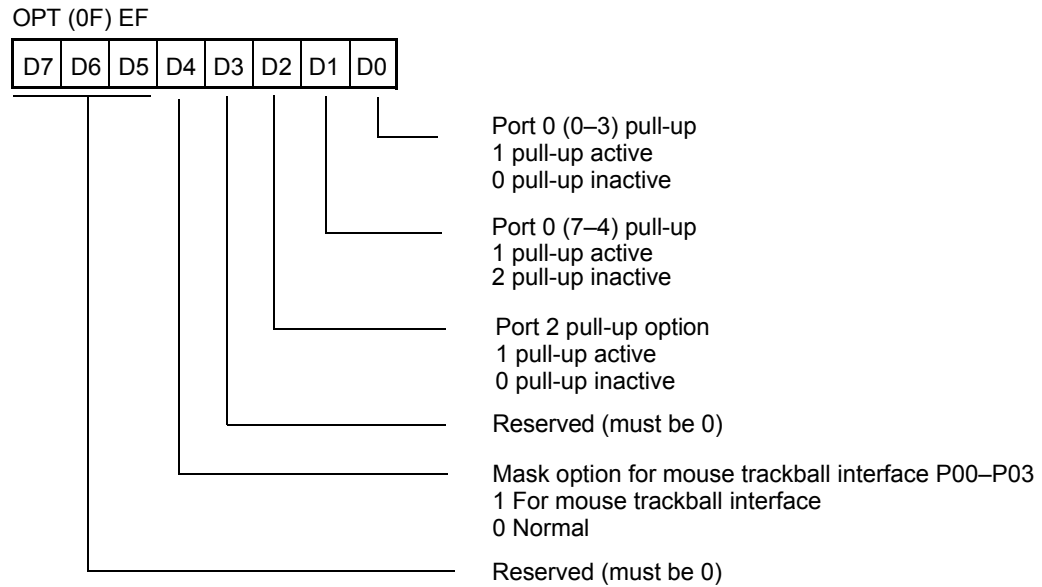 OPT (0F) EF
D7 D6 D5 D4 D3 D2 D1 D0
Port 0 (0–3) pull-up
1 pull-up active
0 pull-up inactive
Port 0 (7–4) pull-up
1 pull-up active
2 pull-up inactive
Port 2 pull-up option
1 pull-up active
0 pull-up inactive
Reserved (must be 0)
Mask option for mouse trackball interface P00–P03
1 For mouse trackball interface
0 Normal
Reserved (must be 0)